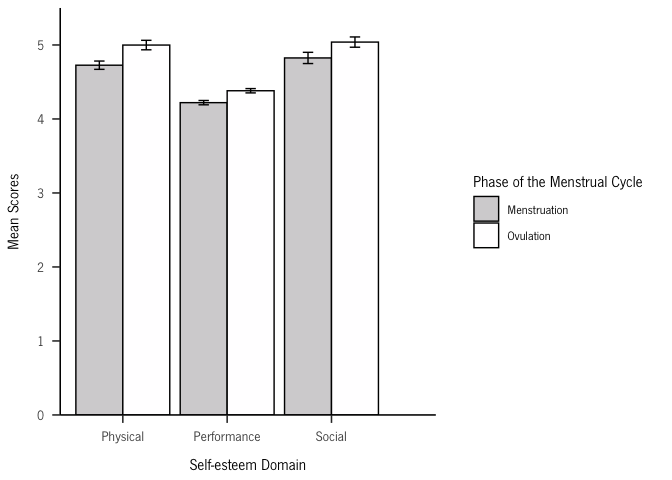 5
4
3
2
1
0
Mean Scores
Physical
Performance
Social
Self-esteem Domain
Phase of the Menstrual Cycle
Menstruation
Ovulation